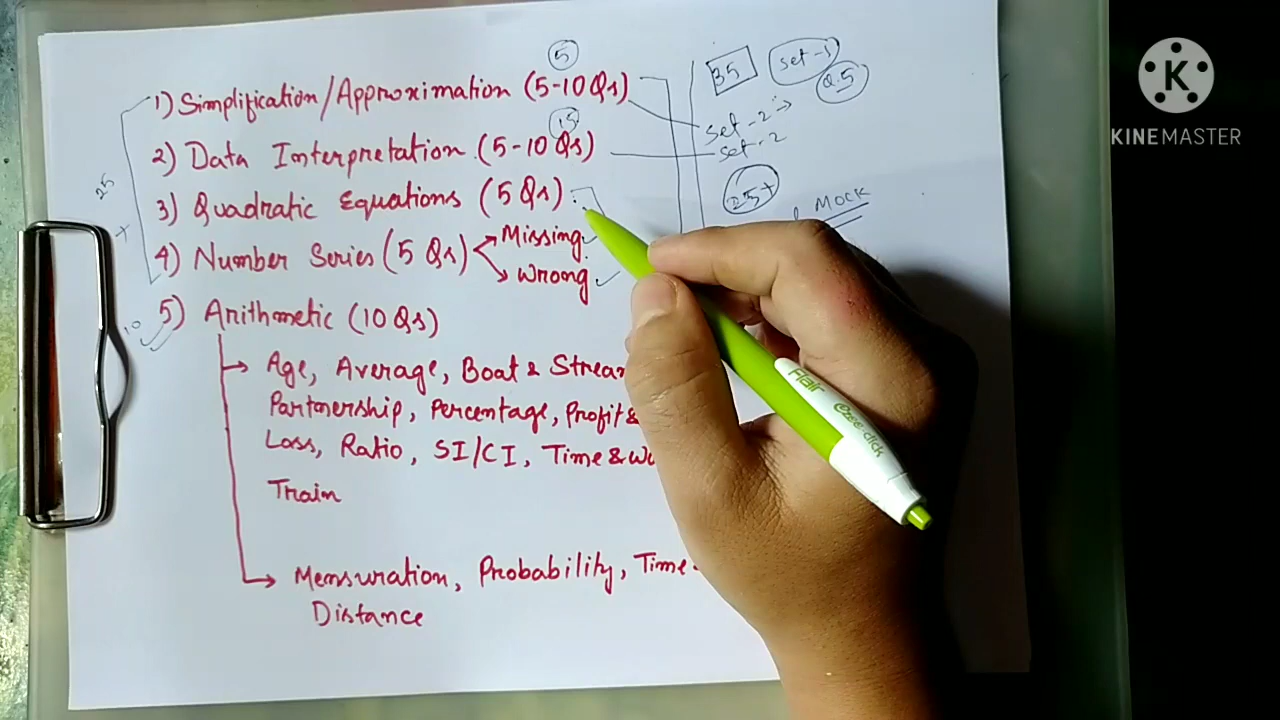 5
1) Simplification/Approximation (5-10 Qs)
15
2) Data Interpretation (5-10 Qs)
3) Quadratic Equations (5 Qs)
4) Number Series (5 Qs) Missing
Wrong
5) Arithmetic (10 Qs)
Age, Average, Boat &
Partnership, Percentage, Profit &
Loss, Ratio, SI/CI, Time &
Train
Mensuration, Probability, Time
Distance
25
+
10
35
set-1
Q.5
set-2
set-2
25+
MOCK
Flair
Ezee click
K
KINEMASTER